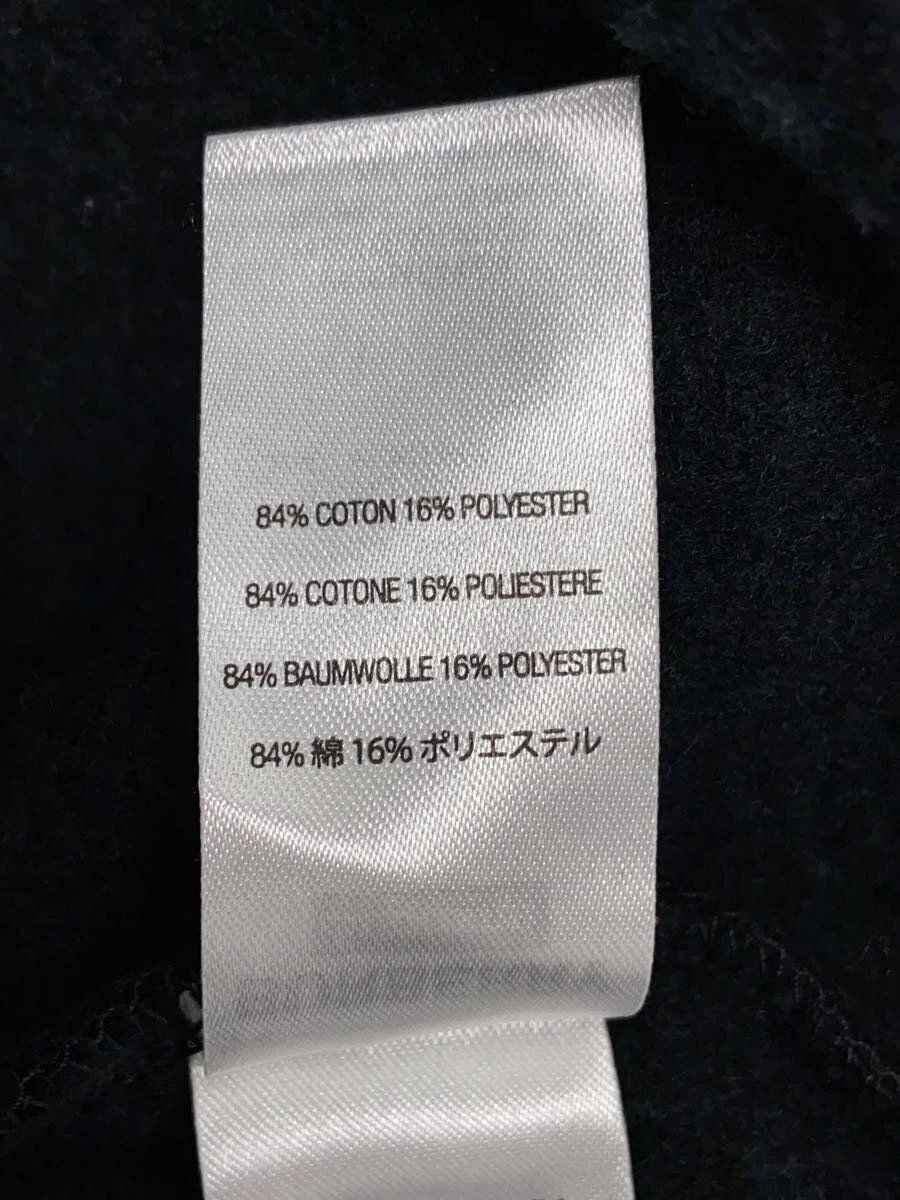 84% COTON 16% POLYESTER
84% COTONE 16% POLIESTERE
84% BAUMWOLLE 16% POLYESTER
84% 綿 16% ポリエステル